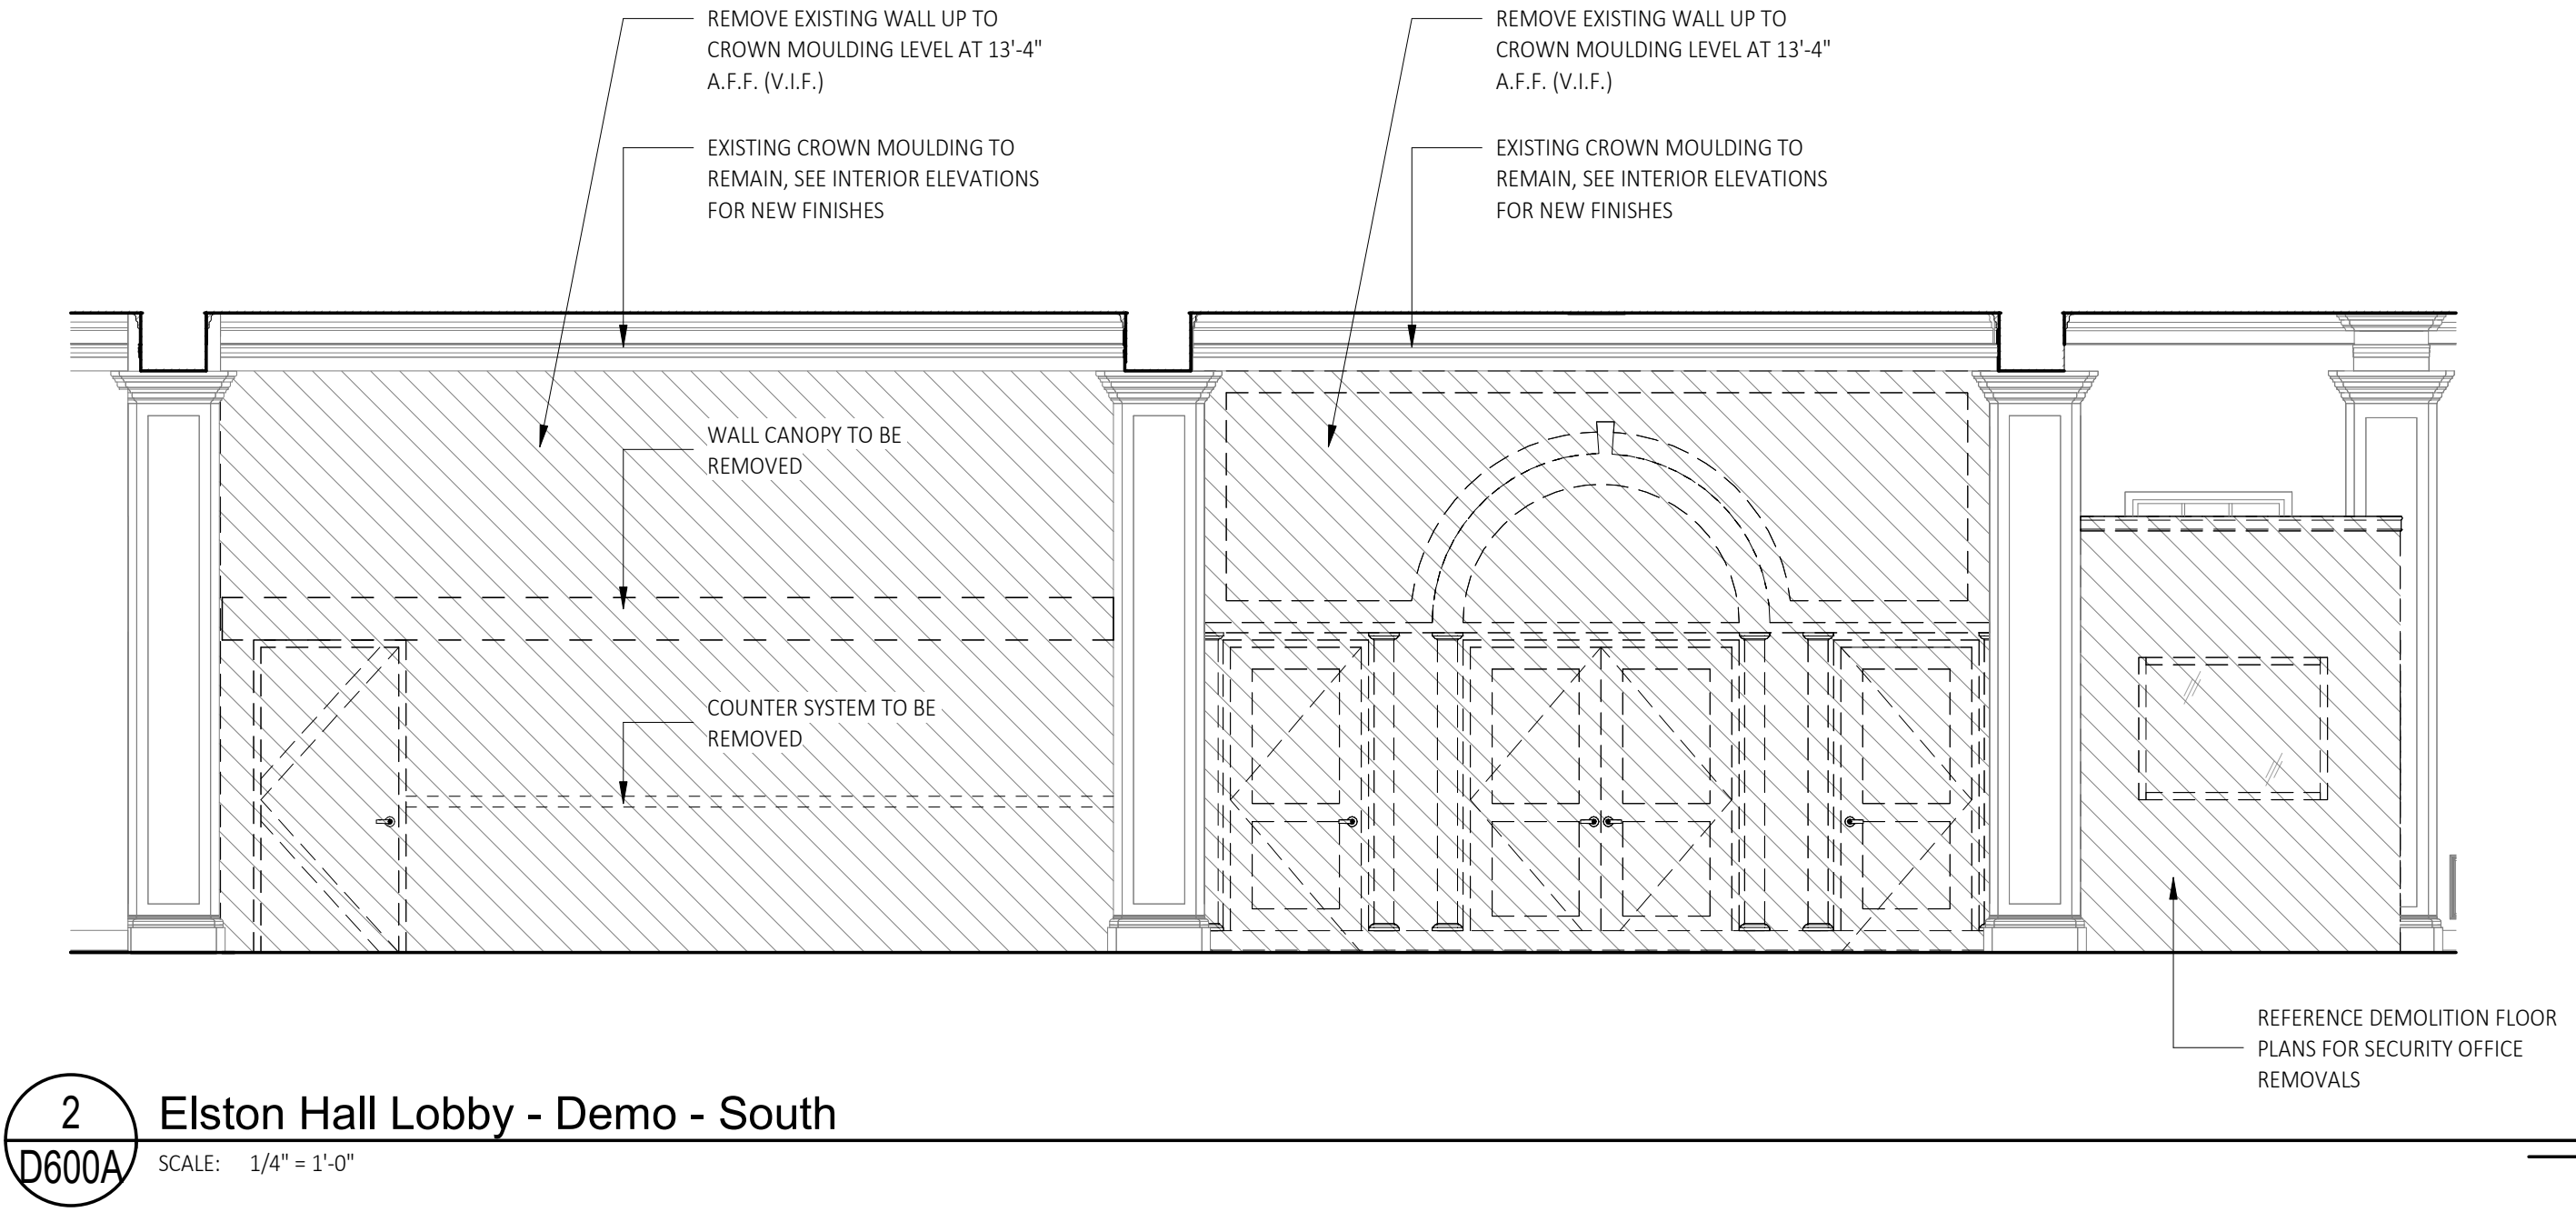 REMOVE EXISTING WALL UP TO
CROWN MOULDING LEVEL AT 13'-4"
A.F.F. (V.I.F.)
EXISTING CROWN MOULDING TO
REMAIN, SEE INTERIOR ELEVATIONS
FOR NEW FINISHES
REMOVE EXISTING WALL UP TO
CROWN MOULDING LEVEL AT 13'-4"
A.F.F. (V.I.F.)
EXISTING CROWN MOULDING TO
REMAIN, SEE INTERIOR ELEVATIONS
FOR NEW FINISHES
WALL CANOPY TO BE
REMOVED
COUNTER SYSTEM TO BE
REMOVED
REFERENCE DEMOLITION FLOOR
PLANS FOR SECURITY OFFICE
REMOVALS
2
D600A
Elston Hall Lobby - Demo - South
SCALE: 1/4" = 1'-0"